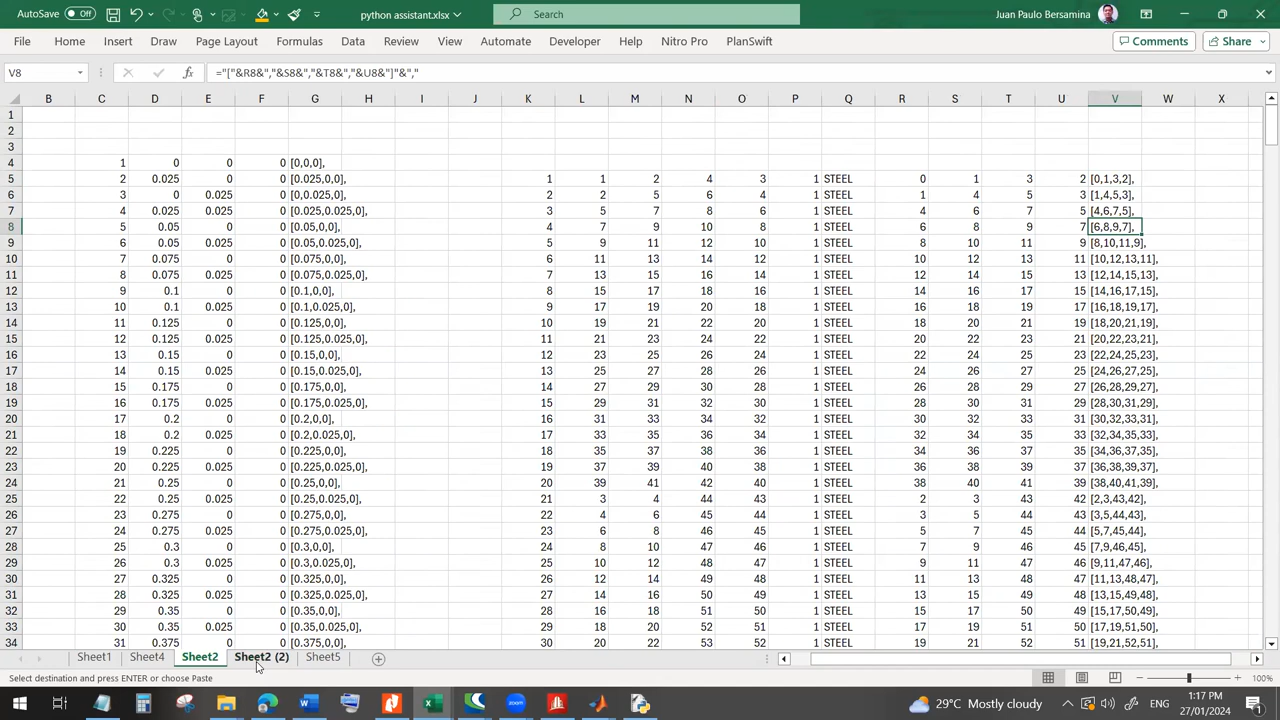 AutoSave Off python assistant.xlsx Search Juan Paulo Bersamina
File Home Insert Draw Page Layout Formulas Data Review View Automate Developer Help Nitro Pro PlanSwift Comments Share
V8 fx ="["&R8&","&S8&","&T8&","&U8&"]"&","
B C D E F G H I J K L M N O P Q R S T U V W X
1
2
3
4 1 0 0 0 [0,0,0],
5 2 0.025 0 0 [0.025,0,0], 1 1 2 4 3 1 STEEL 0 1 3 2 [0,1,3,2],
6 3 0 0.025 0 [0,0.025,0], 2 2 5 6 4 1 STEEL 1 4 5 3 [1,4,5,3],
7 4 0.025 0.025 0 [0.025,0.025,0], 3 5 7 8 6 1 STEEL 4 6 7 5 [4,6,7,5],
8 5 0.05 0 0 [0.05,0,0], 4 7 9 10 8 1 STEEL 6 8 9 7 [6,8,9,7],
9 6 0.05 0.025 0 [0.05,0.025,0], 5 9 11 12 10 1 STEEL 8 10 11 9 [8,10,11,9],
10 7 0.075 0 0 [0.075,0,0], 6 11 13 14 12 1 STEEL 10 12 13 11 [10,12,13,11],
11 8 0.075 0.025 0 [0.075,0.025,0], 7 13 15 16 14 1 STEEL 12 14 15 13 [12,14,15,13],
12 9 0.1 0 0 [0.1,0,0], 8 15 17 18 16 1 STEEL 14 16 17 15 [14,16,17,15],
13 10 0.1 0.025 0 [0.1,0.025,0], 9 17 19 20 18 1 STEEL 16 18 19 17 [16,18,19,17],
14 11 0.125 0 0 [0.125,0,0], 10 19 21 22 20 1 STEEL 18 20 21 19 [18,20,21,19],
15 12 0.125 0.025 0 [0.125,0.025,0], 11 21 23 24 22 1 STEEL 20 22 23 21 [20,22,23,21],
16 13 0.15 0 0 [0.15,0,0], 12 23 25 26 24 1 STEEL 22 24 25 23 [22,24,25,23],
17 14 0.15 0.025 0 [0.15,0.025,0], 13 25 27 28 26 1 STEEL 24 26 27 25 [24,26,27,25],
18 15 0.175 0 0 [0.175,0,0], 14 27 29 30 28 1 STEEL 26 28 29 27 [26,28,29,27],
19 16 0.175 0.025 0 [0.175,0.025,0], 15 29 31 32 30 1 STEEL 28 30 31 29 [28,30,31,29],
20 17 0.2 0 0 [0.2,0,0], 16 31 33 34 32 1 STEEL 30 32 33 31 [30,32,33,31],
21 18 0.2 0.025 0 [0.2,0.025,0], 17 33 35 36 34 1 STEEL 32 34 35 33 [32,34,35,33],
22 19 0.225 0 0 [0.225,0,0], 18 35 37 38 36 1 STEEL 34 36 37 35 [34,36,37,35],
23 20 0.225 0.025 0 [0.225,0.025,0], 19 37 39 40 38 1 STEEL 36 38 39 37 [36,38,39,37],
24 21 0.25 0 0 [0.25,0,0], 20 39 41 42 40 1 STEEL 38 40 41 39 [38,40,41,39],
25 22 0.25 0.025 0 [0.25,0.025,0], 21 3 4 44 43 1 STEEL 2 3 43 42 [2,3,43,42],
26 23 0.275 0 0 [0.275,0,0], 22 4 6 45 44 1 STEEL 3 5 44 43 [3,5,44,43],
27 24 0.275 0.025 0 [0.275,0.025,0], 23 6 8 46 45 1 STEEL 5 7 45 44 [5,7,45,44],
28 25 0.3 0 0 [0.3,0,0], 24 8 10 47 46 1 STEEL 7 9 46 45 [7,9,46,45],
29 26 0.3 0.025 0 [0.3,0.025,0], 25 10 12 48 47 1 STEEL 9 11 47 46 [9,11,47,46],
30 27 0.325 0 0 [0.325,0,0], 26 12 14 49 48 1 STEEL 11 13 48 47 [11,13,48,47],
31 28 0.325 0.025 0 [0.325,0.025,0], 27 14 16 50 49 1 STEEL 13 15 49 48 [13,15,49,48],
32 29 0.35 0 0 [0.35,0,0], 28 16 18 51 50 1 STEEL 15 17 50 49 [15,17,50,49],
33 30 0.35 0.025 0 [0.35,0.025,0], 29 18 20 52 51 1 STEEL 17 19 51 50 [17,19,51,50],
34 31 0.375 0 0 [0.375,0,0], 30 20 22 53 52 1 STEEL 19 21 52 51 [19,21,52,51],
Sheet1 Sheet4 Sheet2 Sheet2 (2) Sheet5
Select destination and press ENTER or choose Paste 100%
29°C Mostly cloudy 1:17 PM
27/01/2024